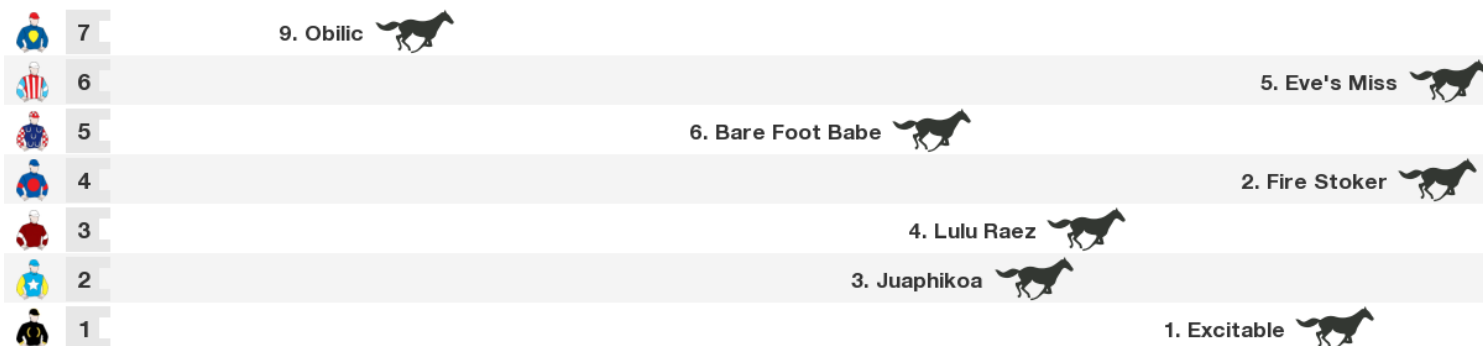 7 9. Obilic
6 5. Eve's Miss
5 6. Bare Foot Babe
4 2. Fire Stoker
3 4. Lulu Raez
2 3. Juaphikoa
1 1. Excitable